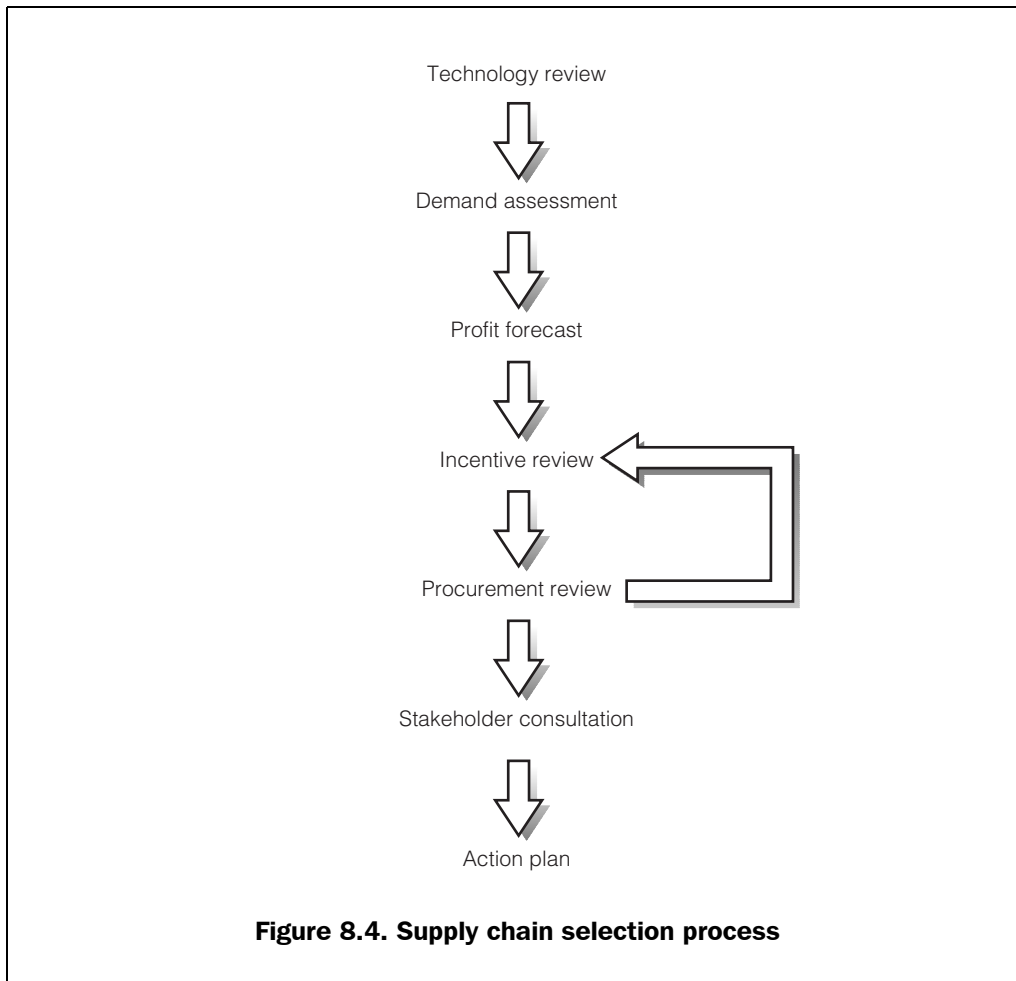 Technology review
Demand assessment
Profit forecast
Incentive review
Procurement review
Stakeholder consultation
Action plan
Figure 8.4. Supply chain selection process